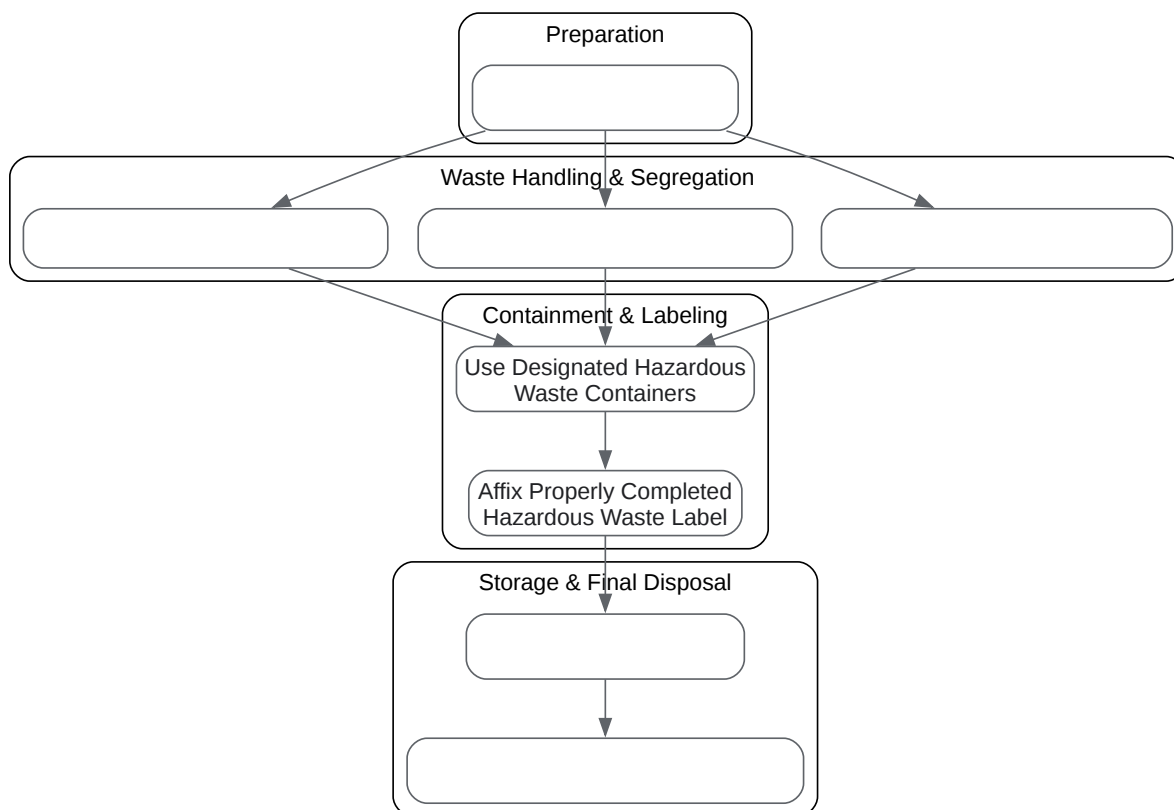 Preparation
Waste Handling & Segregation
Containment & Labeling
Use Designated Hazardous
Waste Containers
Affix Properly Completed
Hazardous Waste Label
Storage & Final Disposal